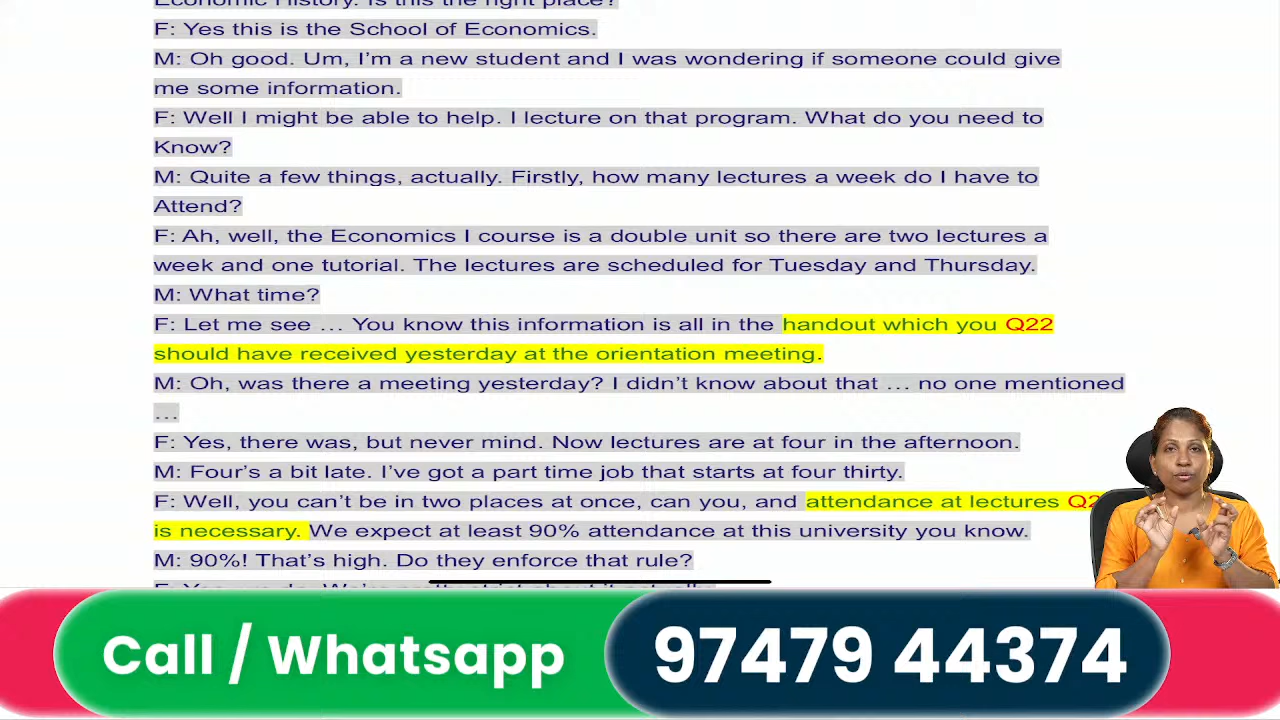 Economic History. Is this the right place?
F: Yes this is the School of Economics.
M: Oh good. Um, I’m a new student and I was wondering if someone could give
me some information.
F: Well I might be able to help. I lecture on that program. What do you need to
Know?
M: Quite a few things, actually. Firstly, how many lectures a week do I have to
Attend?
F: Ah, well, the Economics I course is a double unit so there are two lectures a
week and one tutorial. The lectures are scheduled for Tuesday and Thursday.
M: What time?
F: Let me see … You know this information is all in the handout which you Q22
should have received yesterday at the orientation meeting.
M: Oh, was there a meeting yesterday? I didn’t know about that … no one mentioned
…
F: Yes, there was, but never mind. Now lectures are at four in the afternoon.
M: Four’s a bit late. I’ve got a part time job that starts at four thirty.
F: Well, you can’t be in two places at once, can you, and attendance at lectures
is necessary. We expect at least 90% attendance at this university you know.
M: 90%! That’s high. Do they enforce that rule?
Call / Whatsapp 97479 44374